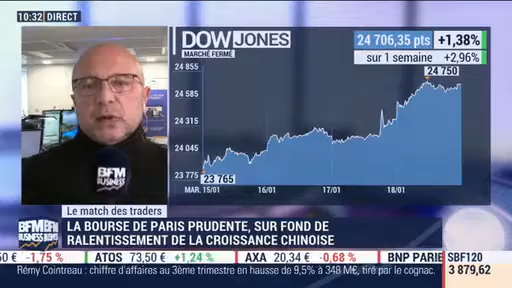 10:32 DIRECT
DOW JONES
MARCHÉ FERMÉ
24 706,35 pts +1,38%
sur 1 semaine +2,96%
24 855
24 585
24 315
24 045
23 775
24 750
23 765
MAR. 15/01 16/01 17/01 18/01
BFM
BUSINESS
Le match des traders
BFM BFM
BUSINESS
LA BOURSE DE PARIS PRUDENTE, SUR FOND DE
RALENTISSEMENT DE LA CROISSANCE CHINOISE
€ -1,75 % ATOS 73,50 € +1,24 % AXA 20,34 € -0,68 % BNP PARIE
SBF120
3 879,62
Rémy Cointreau : chiffre d'affaires au 3ème trimestre en hausse de 9,5% à 348 M€, tiré par le cognac.